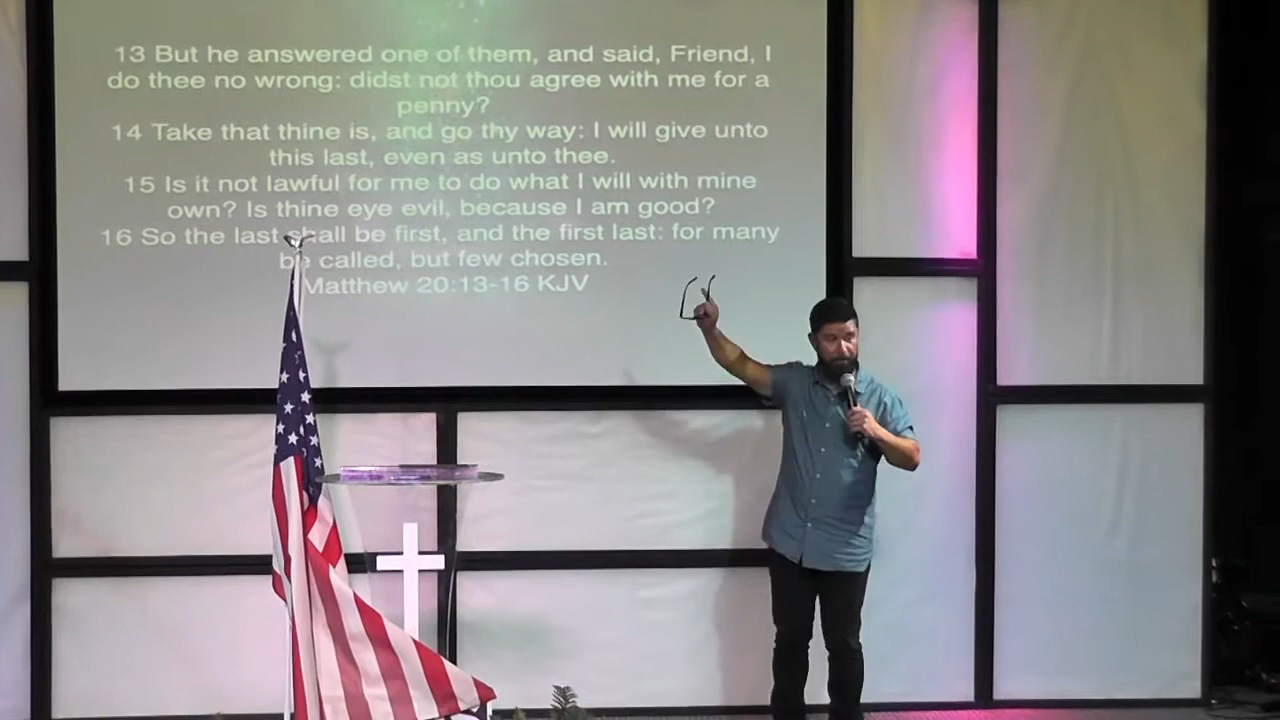 13 But he answered one of them, and said, Friend, I
do thee no wrong: didst not thou agree with me for a
penny?
14 Take that thine is, and go thy way: I will give unto
this last, even as unto thee.
15 Is it not lawful for me to do what I will with mine
own? Is thine eye evil, because I am good?
16 So the last shall be first, and the first last: for many
be called, but few chosen.
Matthew 20:13-16 KJV